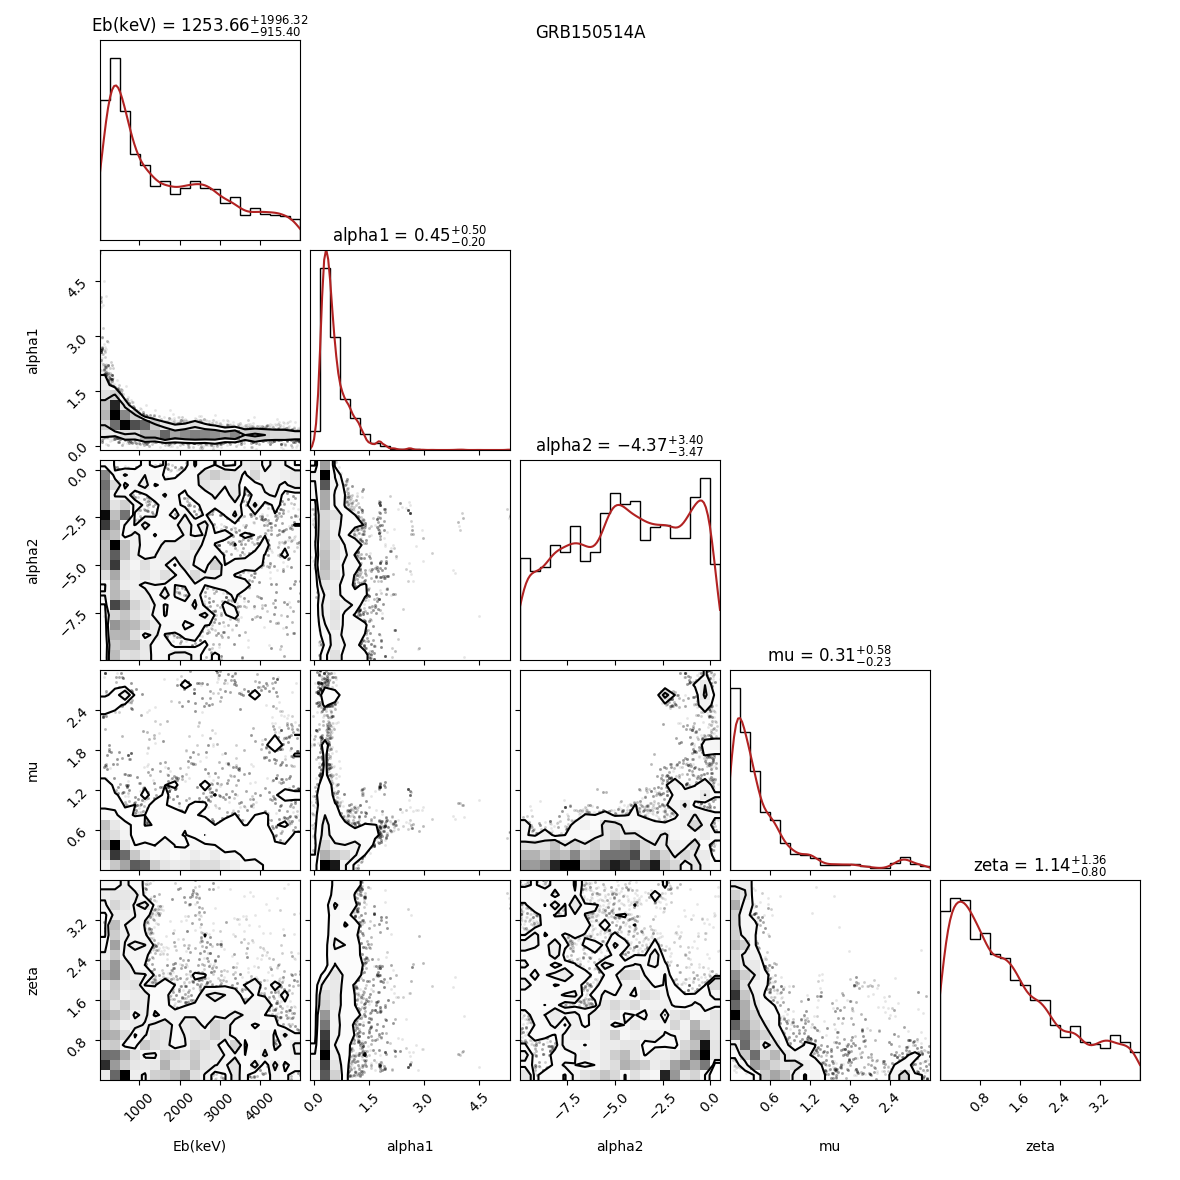 Eb(keV) = 1253.66+1996.32 −915.40
GRB150514A
alpha1 = 0.45+0.50 −0.20
4.5
3.0
1.5
0.0
alpha1
alpha2 = −4.37+3.40 −3.47
0.0
−2.5
−5.0
−7.5
alpha2
mu = 0.31+0.58 −0.23
2.4
1.8
1.2
0.6
mu
zeta = 1.14+1.36 −0.80
3.2
2.4
1.6
0.8
zeta
1000 2000 3000 4000 0.0 1.5 3.0 4.5 −7.5 −5.0 −2.5 0.0 0.6 1.2 1.8 2.4 0.8 1.6 2.4 3.2
Eb(keV) alpha1 alpha2 mu zeta